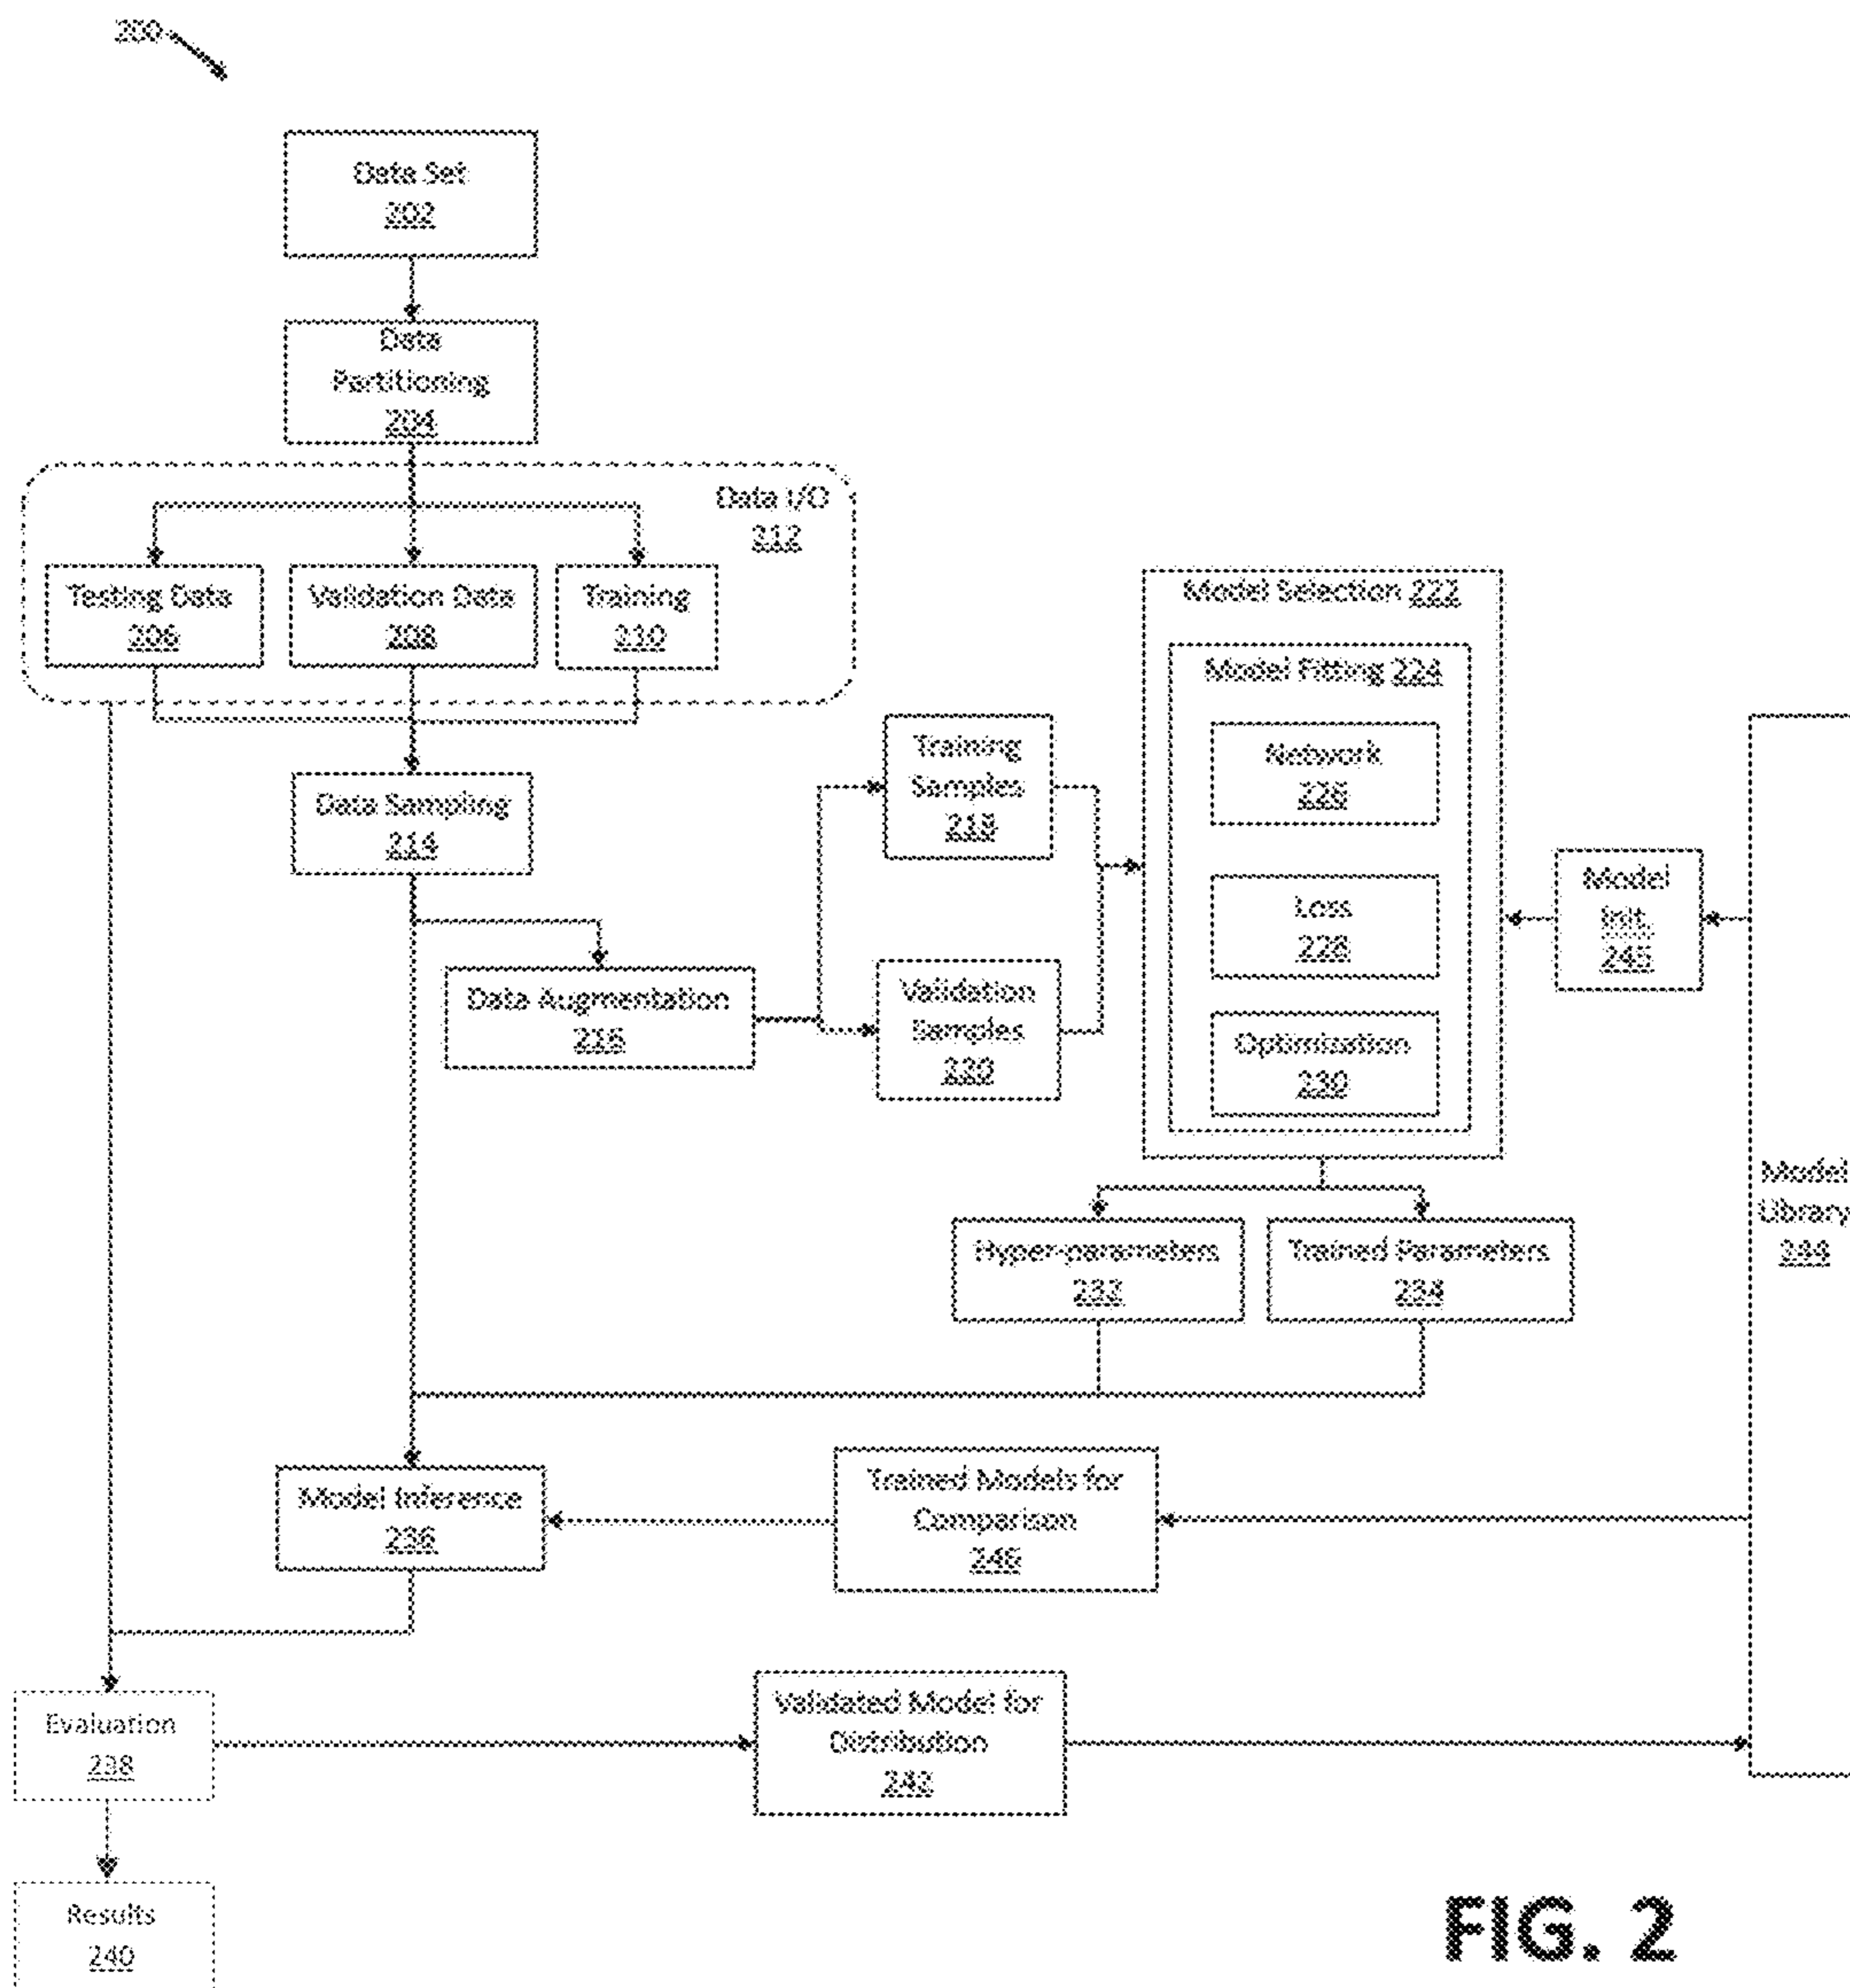 200
Data Set
202
Data
Partitioning
204
Data I/O
212
Testing Data
206
Validation Data
208
Training
210
Data Sampling
214
Data Augmentation
216
Training
Samples
218
Validation
Samples
220
Model Selection 222
Model Fitting 224
Network
226
Loss
228
Optimization
230
Model
Init.
Model
Library
244
Hyper-parameters
232
Trained Parameters
234
Model Inference
236
Trained Models for
Comparison
246
Evaluation
238
Validated Model for
Distribution
242
Results
240
FIG. 2